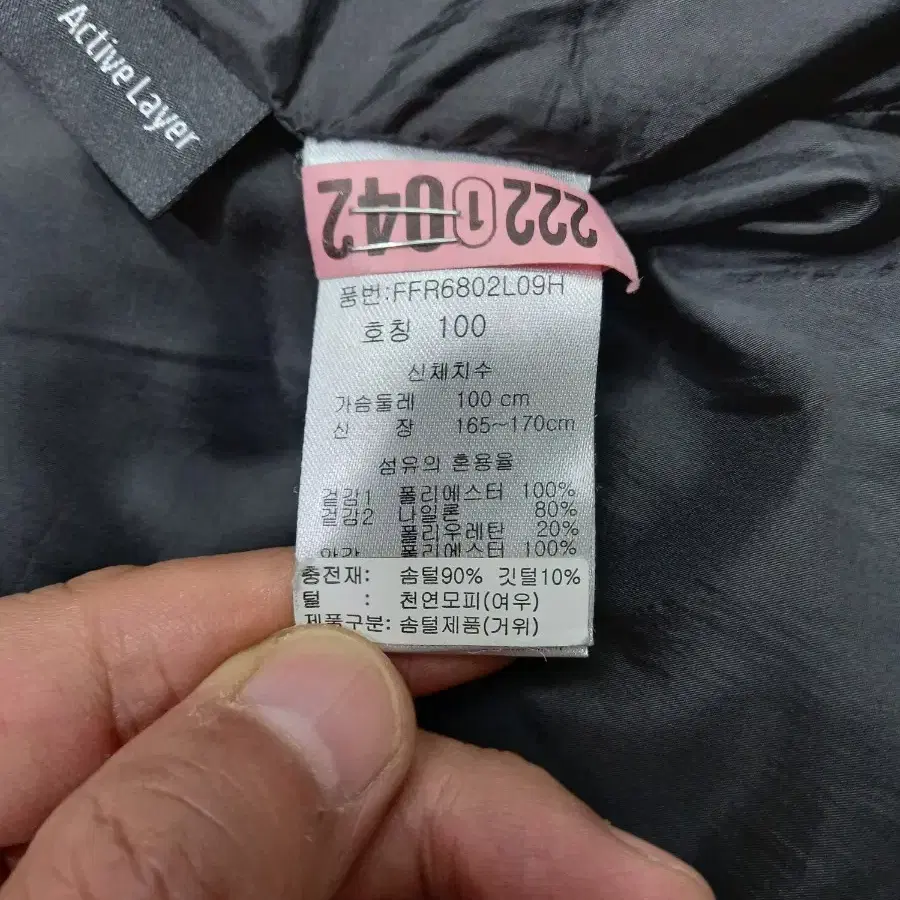 Active Layer
222 1 042
품번:FFR6802L09H
호칭 100
신체치수
가슴둘레 100 cm
신 장 165~170cm
섬유의 혼용율
겉감1 폴리에스터 100%
겉감2 나일론 80%
폴리우레탄 20%
안감 폴리에스터 100%
충전재: 솜털90% 깃털10%
털 : 천연모피(여우)
제품구분: 솜털제품(거위)